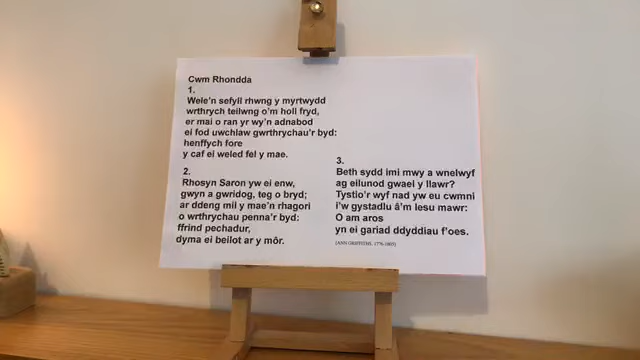 Cwm Rhondda
1.
Wele'n sefyll rhwng y myrtwydd
wrthrych teilwng o'm holl fryd,
er mai o ran yr wy'n adnabod
ei fod uwchlaw gwrthrychau'r byd:
henffych fore
y caf ei weled fel y mae.
2.
Rhosyn Saron yw ei enw,
gwyn a gwridog, teg o bryd;
ar ddeng mil y mae'n rhagori
o wrthrychau penna'r byd:
ffrind pechadur,
dyma ei beilot ar y môr.
3.
Beth sydd imi mwy a wnelwyf
ag eilunod gwael y llawr?
Tystio'r wyf nad yw eu cwmni
i'w gystadlu â'm Iesu mawr:
O am aros
yn ei gariad ddyddiau f'oes.
(ANN GRIFFITHS, 1776-1805)